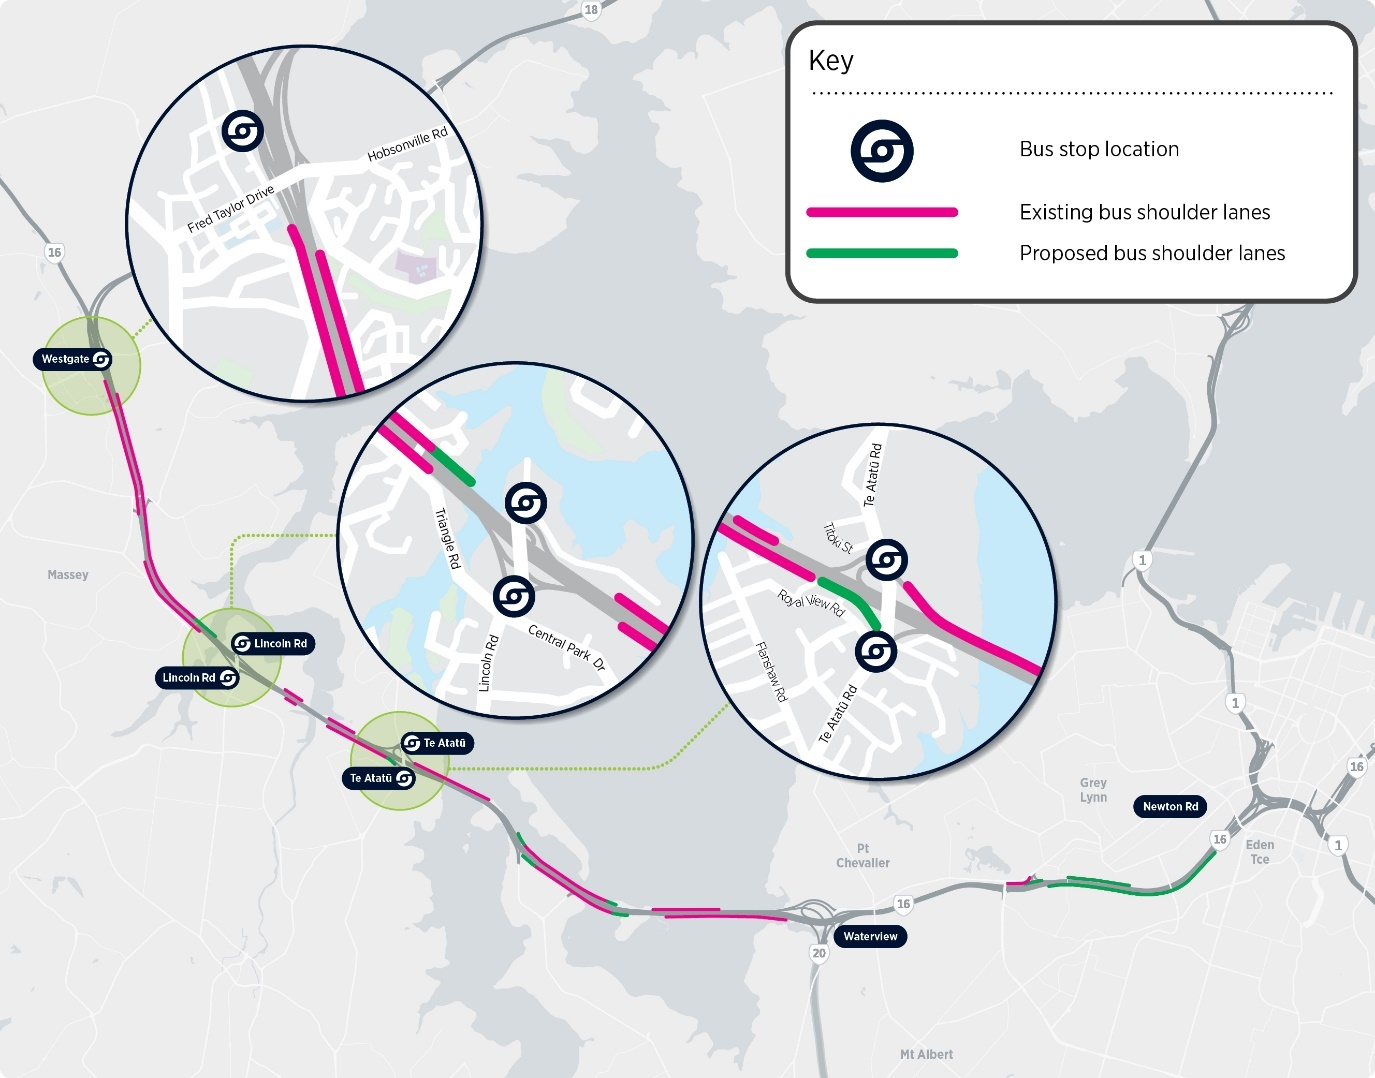 18
Key
Bus stop location
Existing bus shoulder lanes
Proposed bus shoulder lanes
Hobsonville Rd
Fred Taylor Drive
16
Westgate
Massey
Triangle Rd
Lincoln Rd
Central Park Dr
Te Atatū Rd
Titoki St
Royal View Rd
Flanshaw Rd
Te Atatū Rd
Lincoln Rd
Lincoln Rd
Te Atatū
Te Atatū
1
1
16
Grey
Lynn
Newton Rd
16
Eden
Tce
1
Pt
Chevalier
16
Waterview
20
Mt Albert